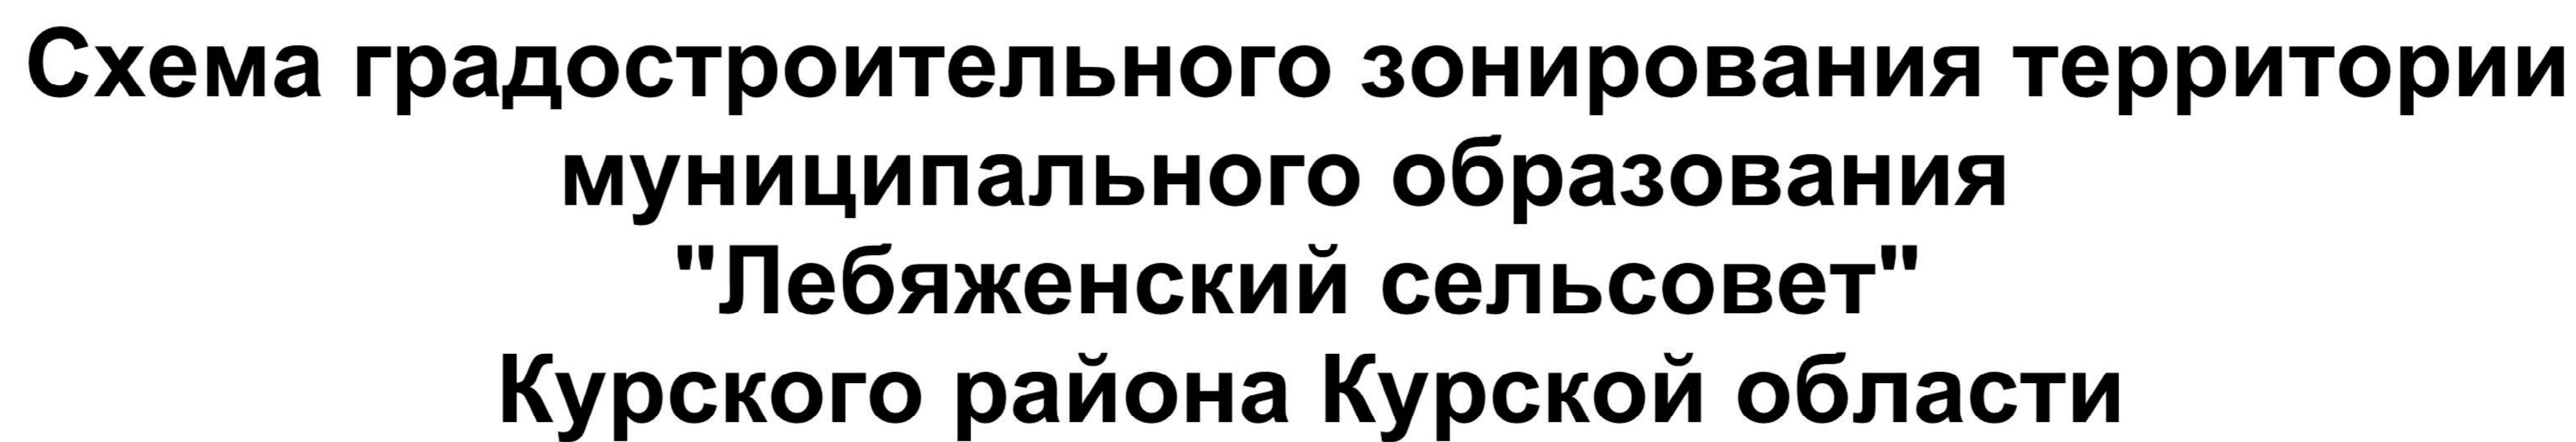 Схема градостроительного зонирования территории
муниципального образования
"Лебяженский сельсовет"
Курского района Курской области